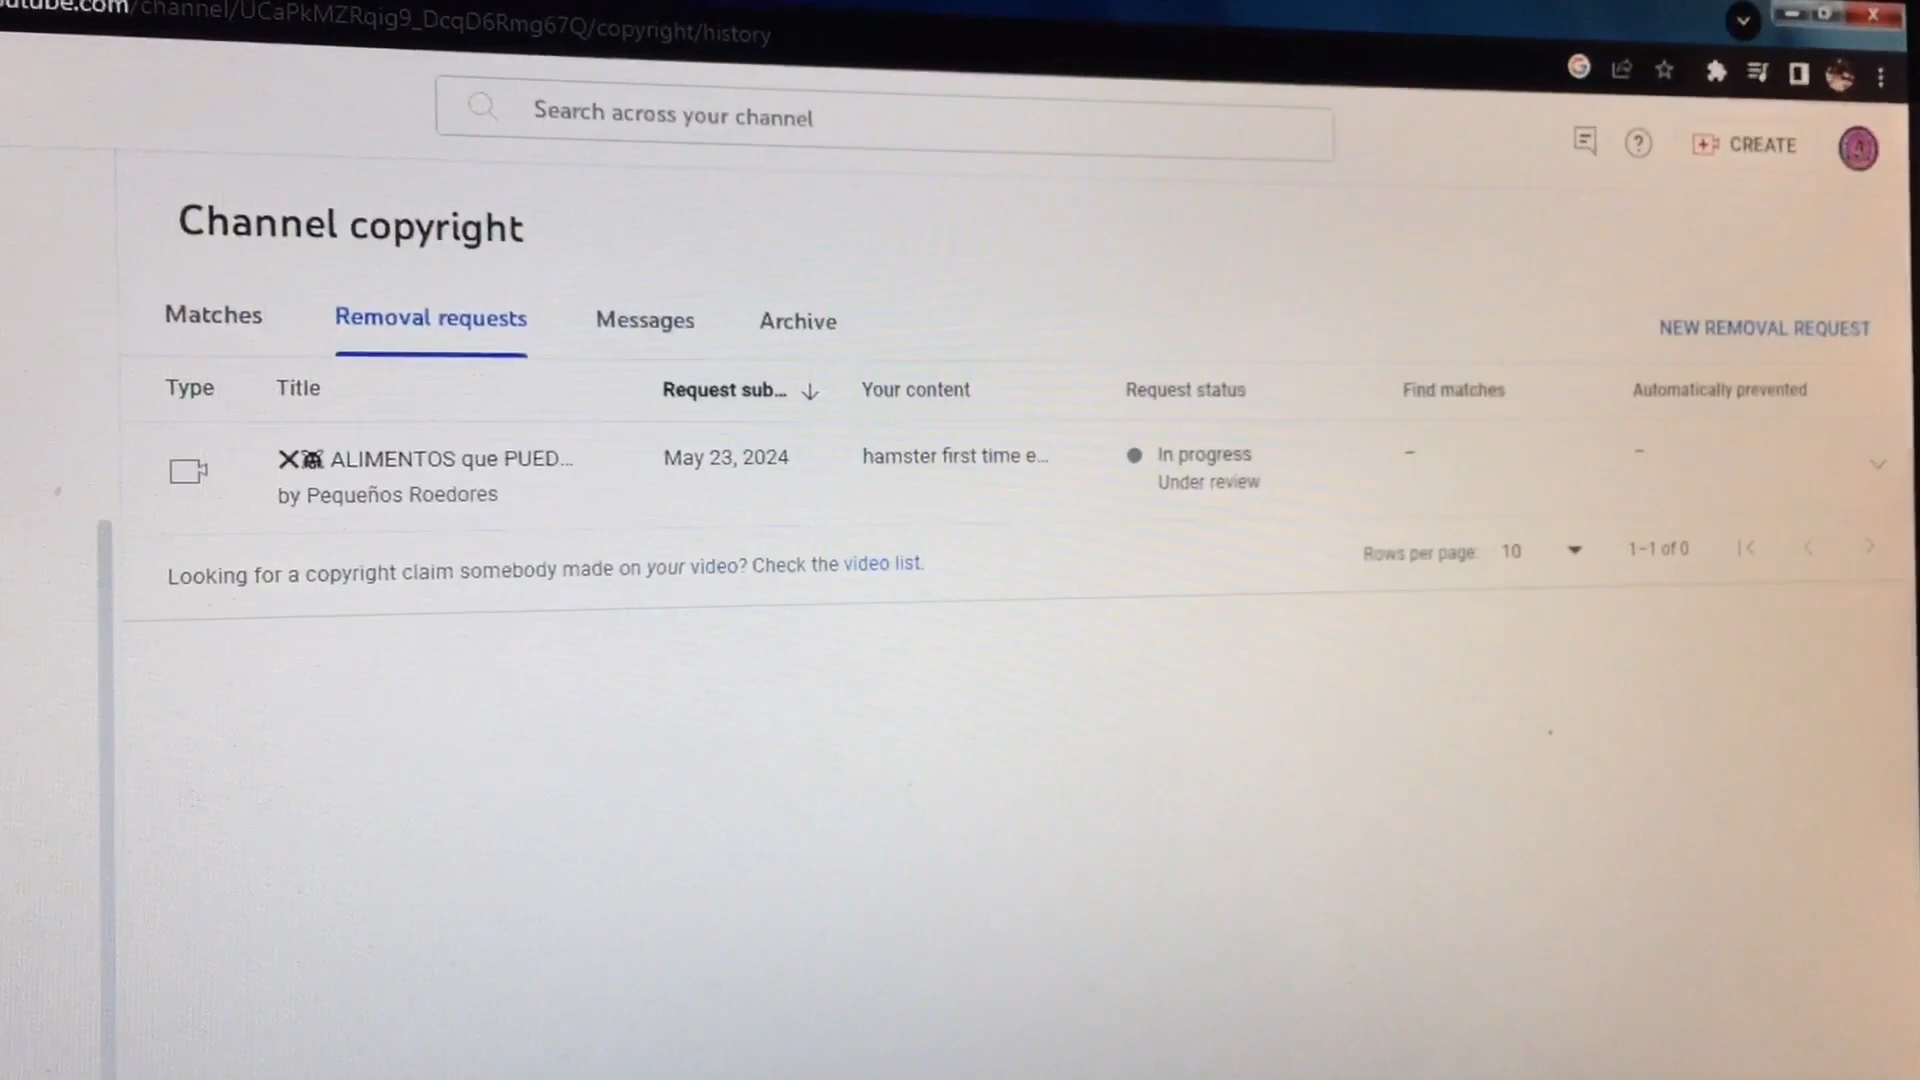 outube.com/channel/UCaPkMZRqig9_DcqD6Rmg67Q/copyright/history
Search across your channel
CREATE
Channel copyright
Matches
Removal requests
Messages
Archive
NEW REMOVAL REQUEST
Type
Title
Request sub...
Your content
Request status
Find matches
Automatically prevented
❌🐹 ALIMENTOS que PUED...
by Pequeños Roedores
May 23, 2024
hamster first time e...
In progress
Under review
–
–
Looking for a copyright claim somebody made on your video? Check the video list.
Rows per page: 10
1–1 of 0